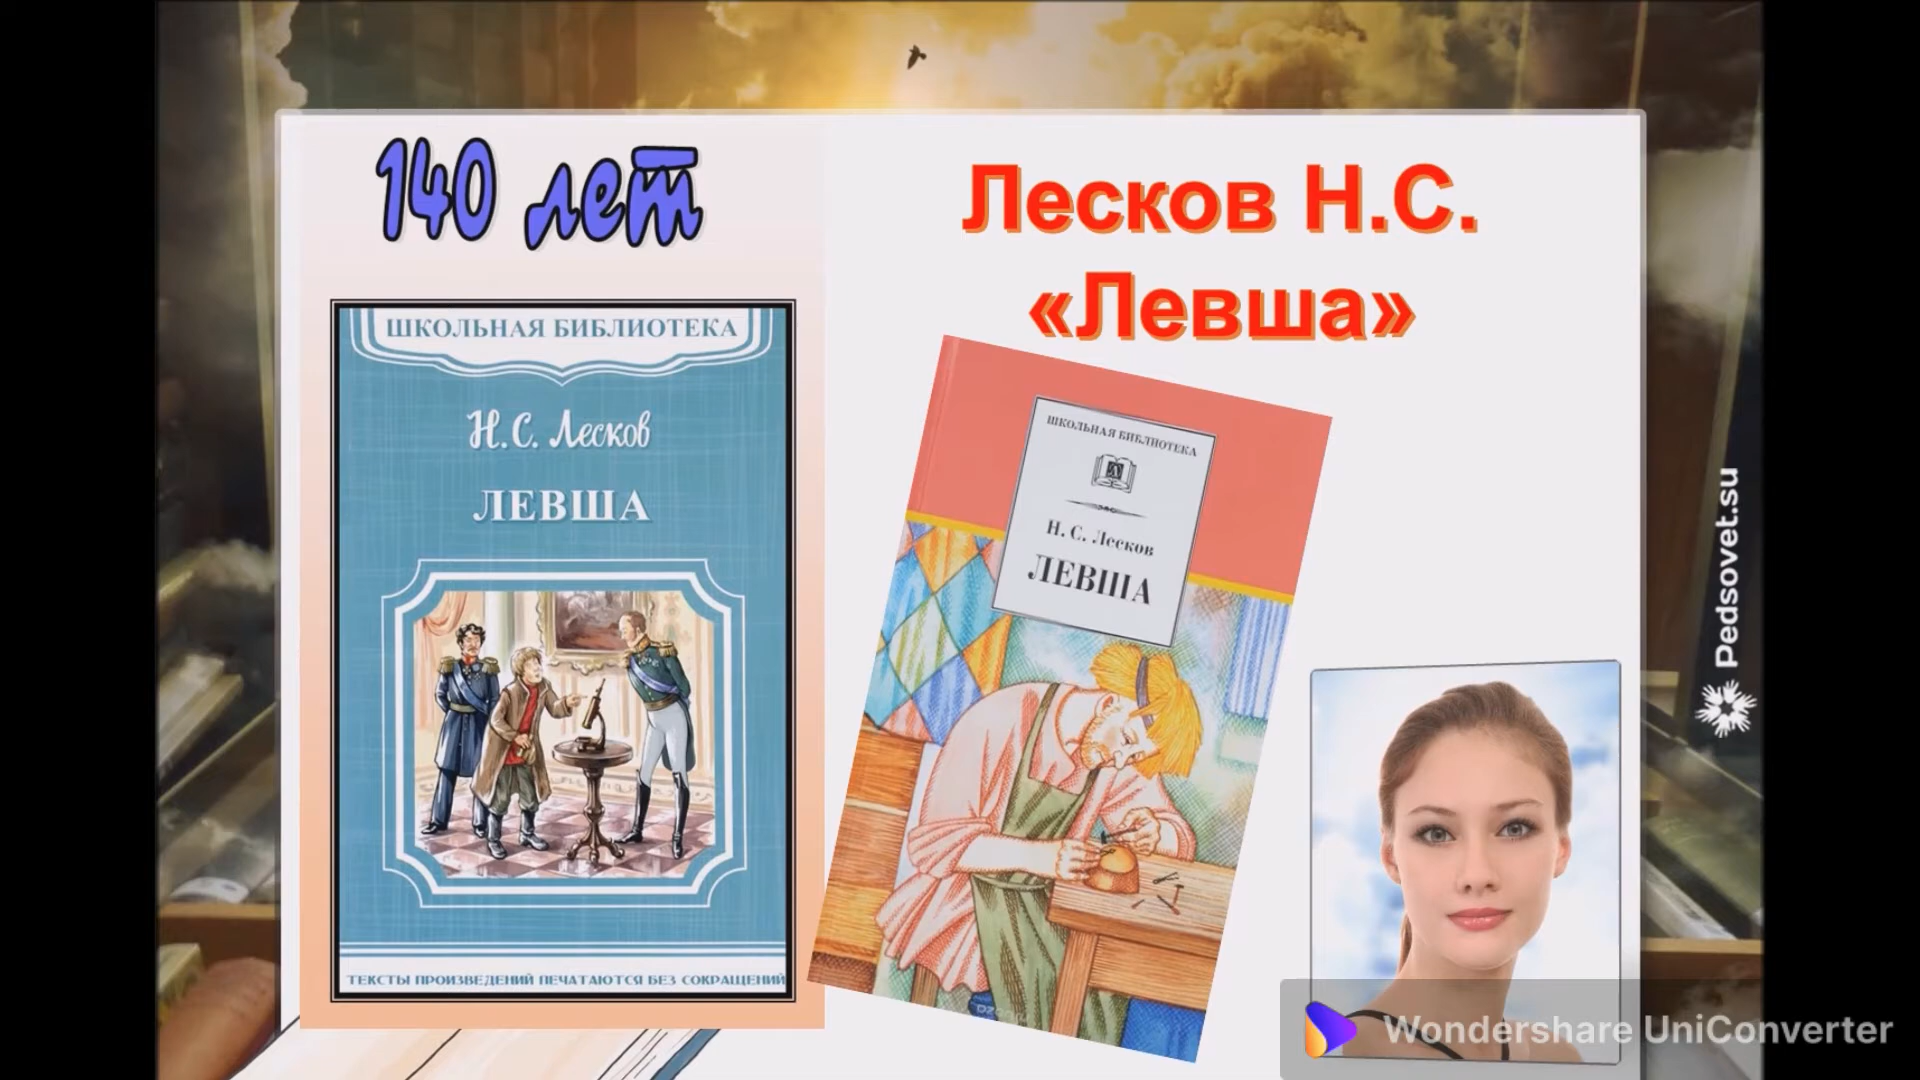 140 лет
Лесков Н.С.
«Левша»
ШКОЛЬНАЯ БИБЛИОТЕКА
Н.С. Лесков
ЛЕВША
ТЕКСТЫ ПРОИЗВЕДЕНИЙ ПЕЧАТАЮТСЯ БЕЗ СОКРАЩЕНИЙ
ШКОЛЬНАЯ БИБЛИОТЕКА
Н. С. Лесков
ЛЕВША
Pedsovet.su
Wondershare UniConverter